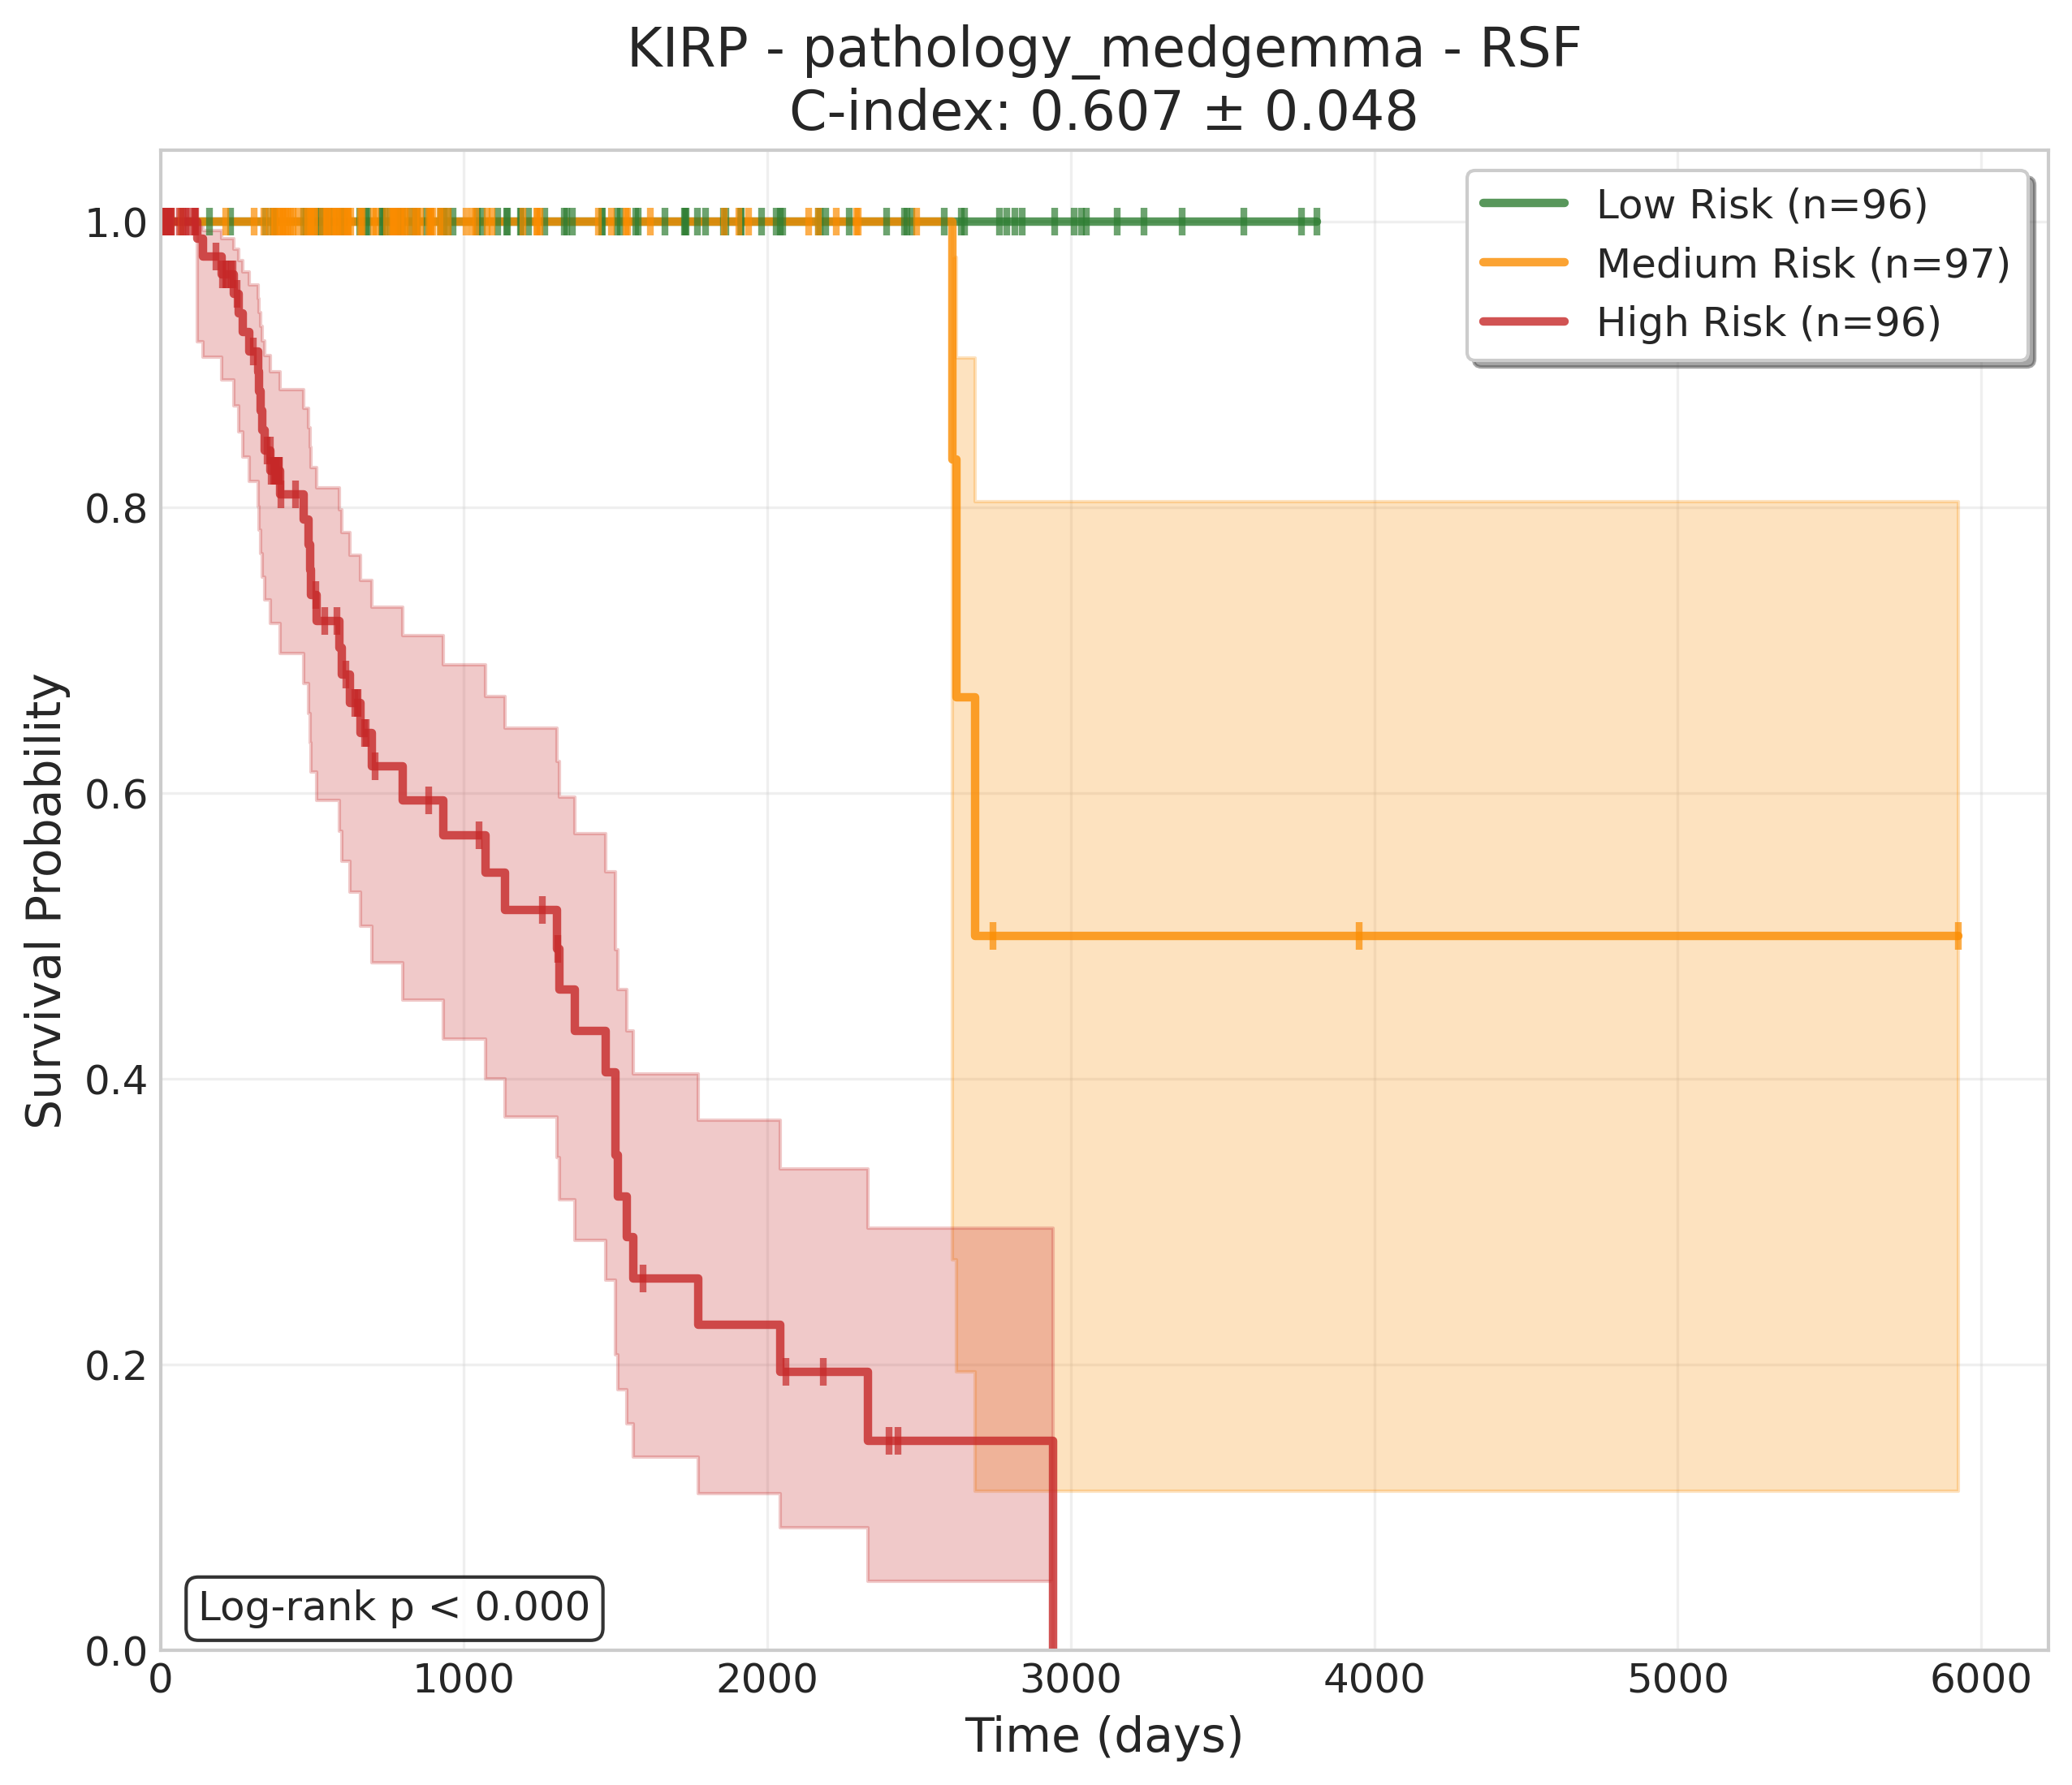 KIRP - pathology_medgemma - RSF
C-index: 0.607 ± 0.048
Low Risk (n=96)
Medium Risk (n=97)
High Risk (n=96)
Survival Probability
1.0
0.8
0.6
0.4
0.2
0.0
Log-rank p < 0.000
0 1000 2000 3000 4000 5000 6000
Time (days)